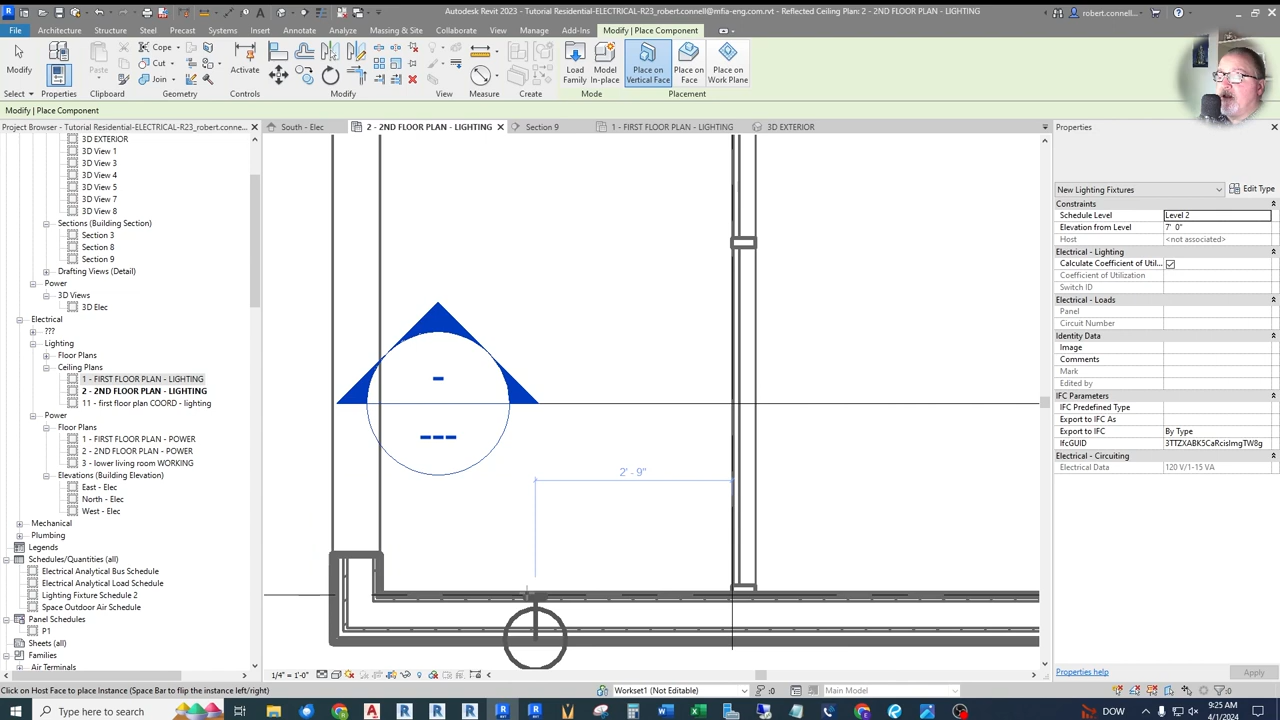 Autodesk Revit 2023 - Tutorial Residential-ELECTRICAL-R23_robert.connell@mfia-eng.com.rvt - Reflected Ceiling Plan: 2 - 2ND FLOOR PLAN - LIGHTING
robert.connell...
File Architecture Structure Steel Precast Systems Insert Annotate Analyze Massing & Site Collaborate View Manage Add-Ins Modify | Place Component
Modify
Properties
Paste
Cope
Cut
Join
Activate
Load Family
Model In-place
Place on Vertical Face
Place on Face
Place on Work Plane
Select Properties Clipboard Geometry Modify View Measure Create Mode Placement
Modify | Place Component
Project Browser - Tutorial Residential-ELECTRICAL-R23_robert.conne...
South - Elec
2 - 2ND FLOOR PLAN - LIGHTING
Section 9
1 - FIRST FLOOR PLAN - LIGHTING
3D EXTERIOR
Properties
3D EXTERIOR
3D View 1
3D View 3
3D View 4
3D View 5
3D View 7
3D View 8
Sections (Building Section)
Section 3
Section 8
Section 9
Drafting Views (Detail)
Power
3D Views
3D Elec
Electrical
???
Lighting
Floor Plans
Ceiling Plans
1 - FIRST FLOOR PLAN - LIGHTING
2 - 2ND FLOOR PLAN - LIGHTING
11 - first floor plan COORD - lighting
Power
Floor Plans
1 - FIRST FLOOR PLAN - POWER
2 - 2ND FLOOR PLAN - POWER
3 - lower living room WORKING
Elevations (Building Elevation)
East - Elec
North - Elec
West - Elec
Mechanical
Plumbing
Legends
Schedules/Quantities (all)
Electrical Analytical Bus Schedule
Electrical Analytical Load Schedule
Lighting Fixture Schedule 2
Space Outdoor Air Schedule
Panel Schedules
P1
Sheets (all)
Families
Air Terminals
2' - 9"
New Lighting Fixtures
Edit Type
Constraints
Schedule Level Level 2
Elevation from Level 7' 0"
Host <not associated>
Electrical - Lighting
Calculate Coefficient of Util...
Coefficient of Utilization
Switch ID
Electrical - Loads
Panel
Circuit Number
Identity Data
Image
Comments
Mark
Edited by
IFC Parameters
IFC Predefined Type
Export to IFC As
Export to IFC By Type
IfcGUID 3TTZXABK5CaRcisImgTW8g
Electrical - Circuiting
Electrical Data 120 V/1-15 VA
Properties help
Apply
1/4" = 1'-0"
Click on Host Face to place Instance (Space Bar to flip the instance left/right)
Workset1 (Not Editable)
:0
Main Model
:0
Type here to search
DOW
9:25 AM
4/1/2024